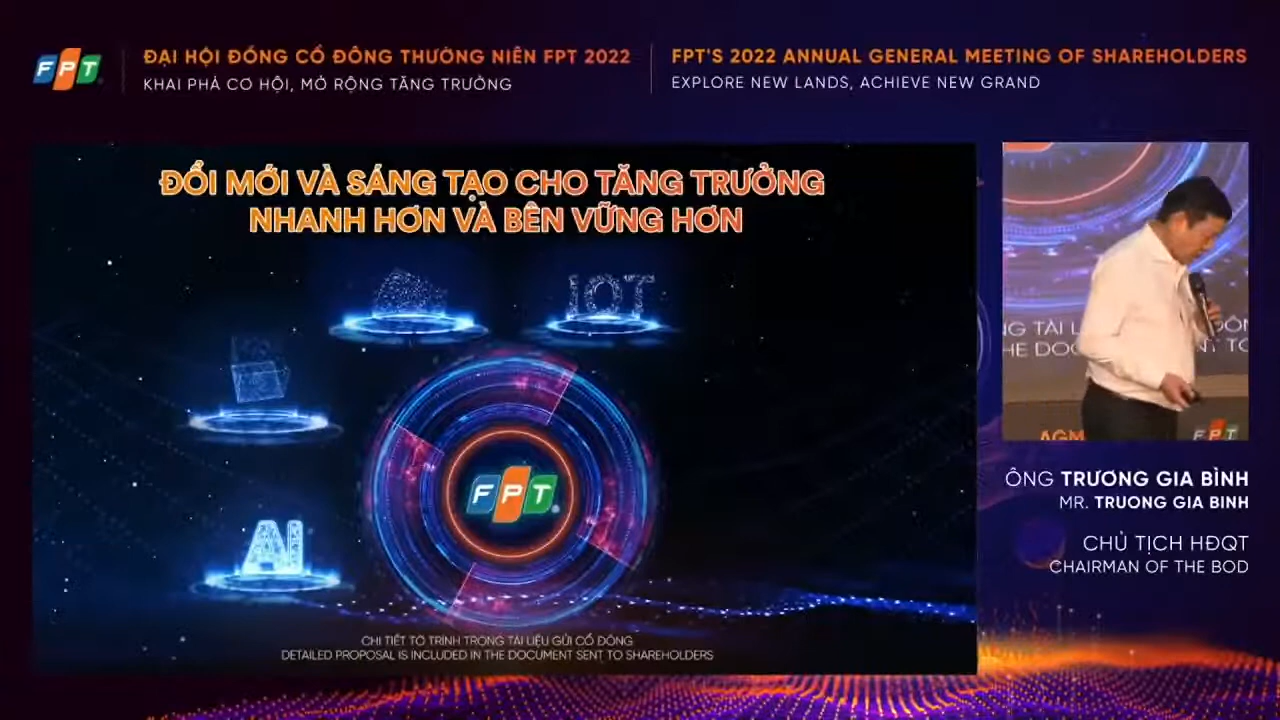 FPT
ĐẠI HỘI ĐỒNG CỔ ĐÔNG THƯỜNG NIÊN FPT 2022
KHAI PHÁ CƠ HỘI, MỞ RỘNG TĂNG TRƯỞNG
FPT'S 2022 ANNUAL GENERAL MEETING OF SHAREHOLDERS
EXPLORE NEW LANDS, ACHIEVE NEW GRAND
ĐỔI MỚI VÀ SÁNG TẠO CHO TĂNG TRƯỞNG
NHANH HƠN VÀ BỀN VỮNG HƠN
IOT
AI
FPT
CHI TIẾT TỜ TRÌNH TRONG TÀI LIỆU GỬI CỔ ĐÔNG
DETAILED PROPOSAL IS INCLUDED IN THE DOCUMENT SENT TO SHAREHOLDERS
AGM
FPT
ÔNG TRƯƠNG GIA BÌNH
MR. TRUONG GIA BINH
CHỦ TỊCH HĐQT
CHAIRMAN OF THE BOD